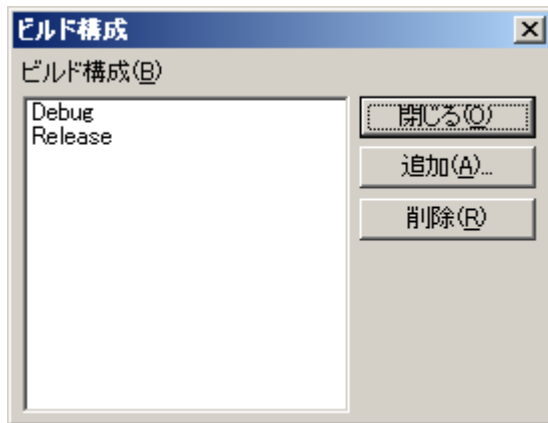 ビルド構成
ビルド構成(B)
Debug
Release
閉じる(O)
追加(A)...
削除(R)